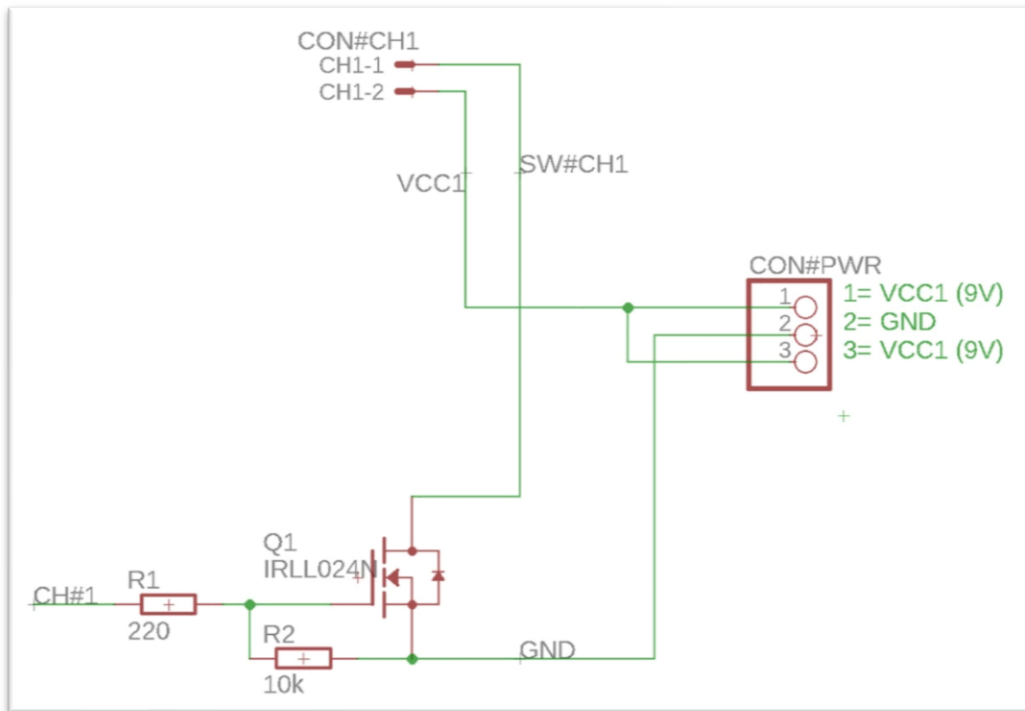 CON#CH1
CH1-1
CH1-2
SW#CH1
VCC1
CON#PWR
1
1= VCC1 (9V)
2
2= GND
3
3= VCC1 (9V)
Q1
IRLL024N
CH#1
R1
220
R2
10k
GND